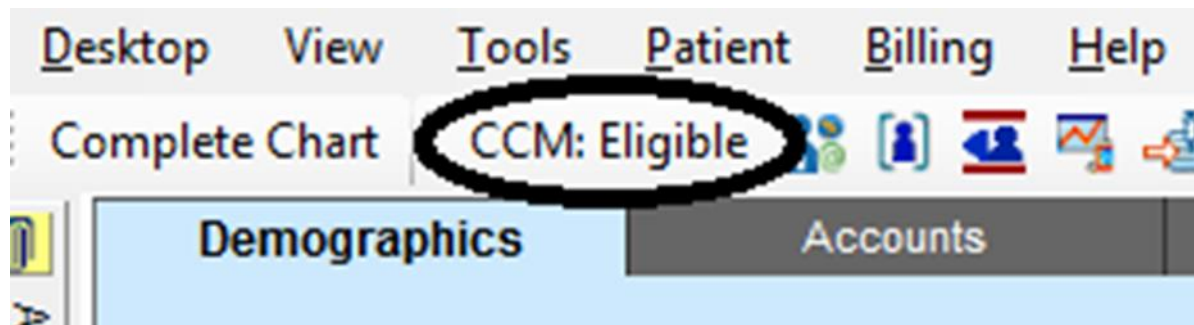 Desktop View Tools Patient Billing Help
Complete Chart CCM: Eligible
Demographics Accounts
A